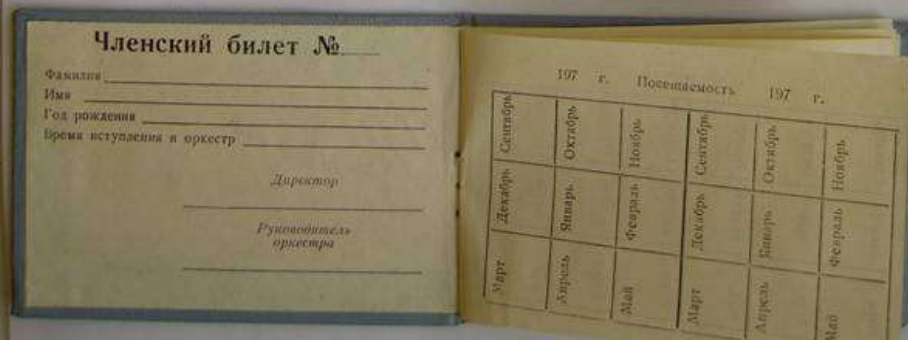 Членский билет №
Фамилия
Имя
Год рождения
Время вступления в оркестр
Директор
Руководитель
оркестра
197 г. Посещаемость 197 г.
Сентябрь Октябрь Ноябрь Сентябрь Октябрь Ноябрь
Декабрь Январь Февраль Декабрь Январь Февраль
Март Апрель Май Март Апрель Май